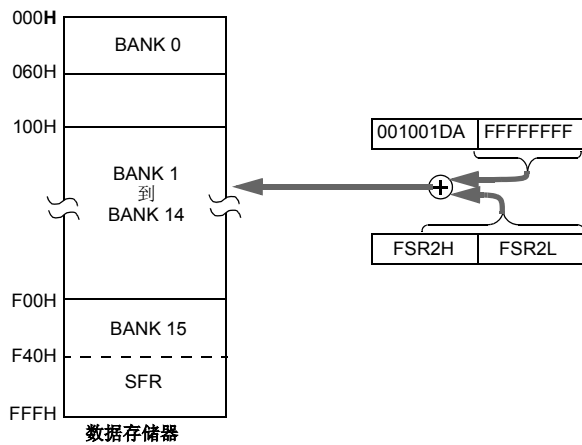 000H
BANK 0
060H
100H
001001DA FFFFFFFF
BANK 1
到
BANK 14
FSR2H FSR2L
F00H
BANK 15
F40H
SFR
FFFH
数据存储器